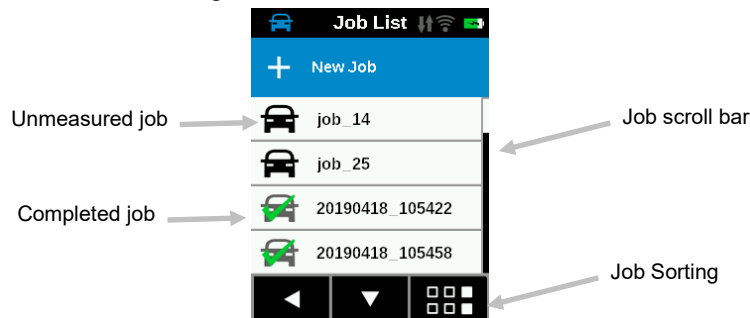 Job List
New Job
Unmeasured job
job_14
Job scroll bar
job_25
Completed job
20190418_105422
20190418_105458
Job Sorting